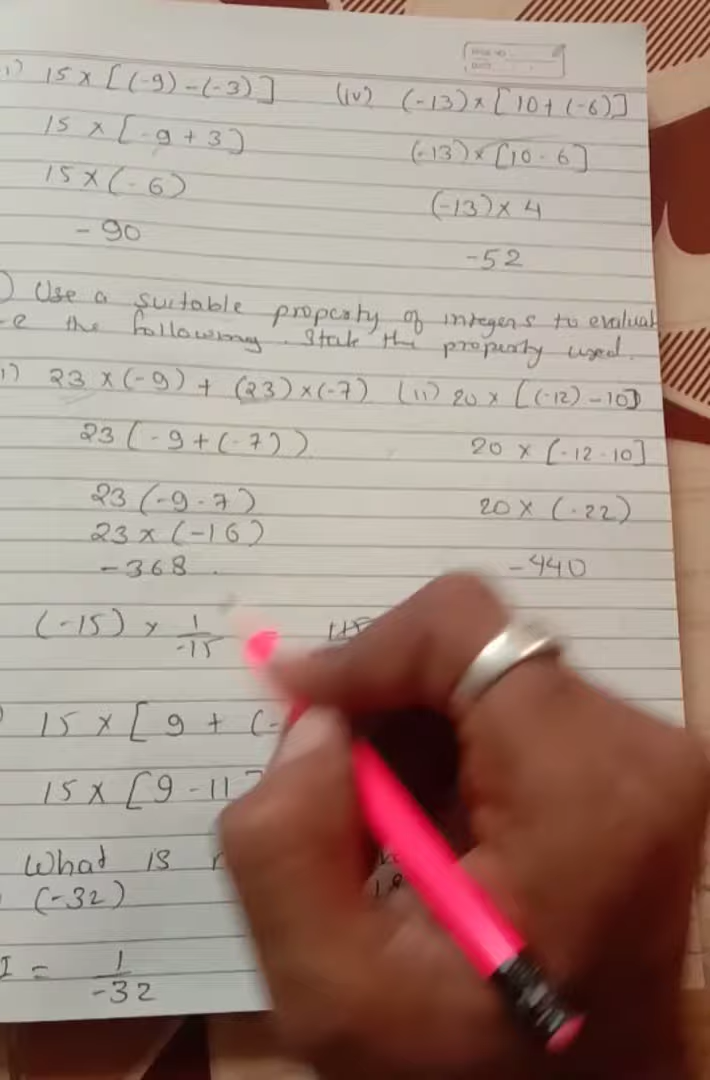 i) 15 × [(-9) - (-3)]
15 × [-9 + 3]
15 × (-6)
-90
(iv) (-13) × [10 + (-6)]
(-13) × [10 - 6]
(-13) × 4
-52
) Use a suitable property of integers to evaluat
-e the following. State the property used.
i) 23 × (-9) + (23) × (-7)
23 (-9 + (-7))
23 (-9 - 7)
23 × (-16)
-368
(ii) 20 × [(-12) - 10]
20 × [-12 - 10]
20 × (-22)
-440
(-15) × 1/-15
) 15 × [9 + (-
15 × [9 - 11
What is
(-32)
I = 1/-32